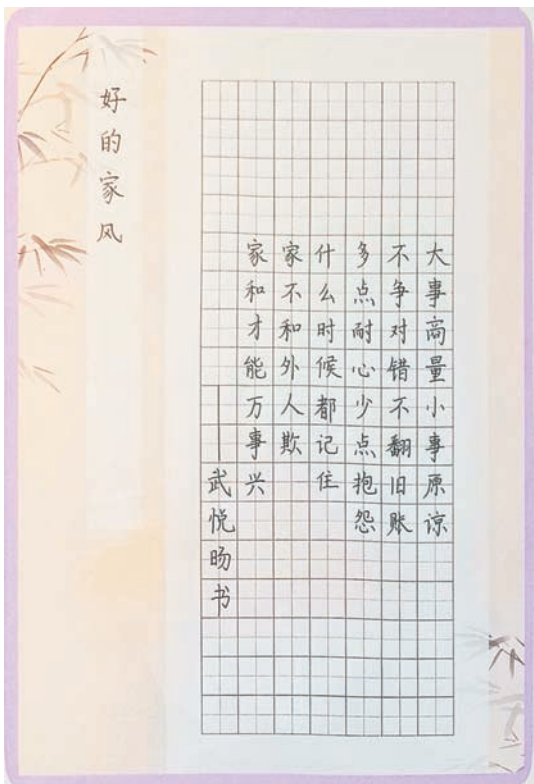 好的家风
大事商量小事原谅
不争对错不翻旧账
多点耐心少点抱怨
什么时候都记住
家不和外人欺
家和才能万事兴
——武悦旸书